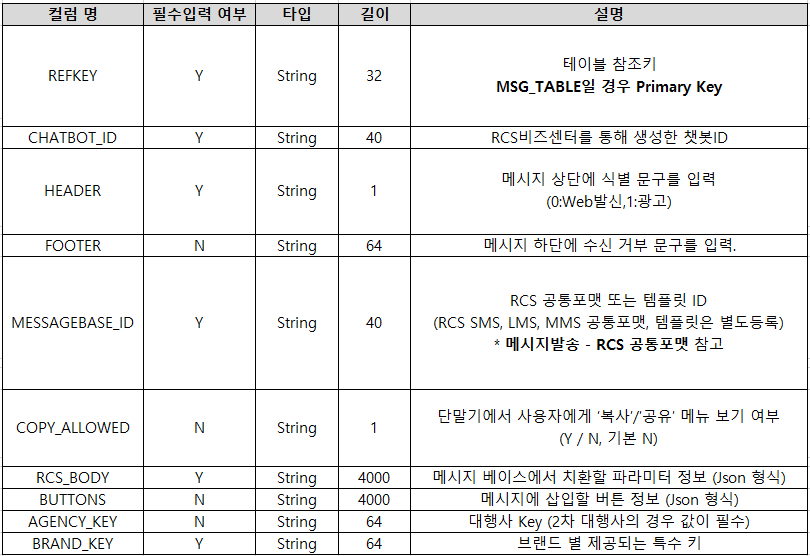 컬럼 명 필수입력 여부 타입 길이 설명
REFKEY Y String 32 테이블 참조키
MSG_TABLE일 경우 Primary Key
CHATBOT_ID Y String 40 RCS비즈센터를 통해 생성한 챗봇ID
HEADER Y String 1 메시지 상단에 식별 문구를 입력
(0:Web발신,1:광고)
FOOTER N String 64 메시지 하단에 수신 거부 문구를 입력.
MESSAGEBASE_ID Y String 40 RCS 공통포맷 또는 템플릿 ID
(RCS SMS, LMS, MMS 공통포맷, 템플릿은 별도등록)
* 메시지발송 - RCS 공통포맷 참고
COPY_ALLOWED N String 1 단말기에서 사용자에게 '복사'/'공유' 메뉴 보기 여부
(Y / N, 기본 N)
RCS_BODY Y String 4000 메시지 베이스에서 치환할 파라미터 정보 (Json 형식)
BUTTONS N String 4000 메시지에 삽입할 버튼 정보 (Json 형식)
AGENCY_KEY N String 64 대행사 Key (2차 대행사의 경우 값이 필수)
BRAND_KEY Y String 64 브랜드 별 제공되는 특수 키